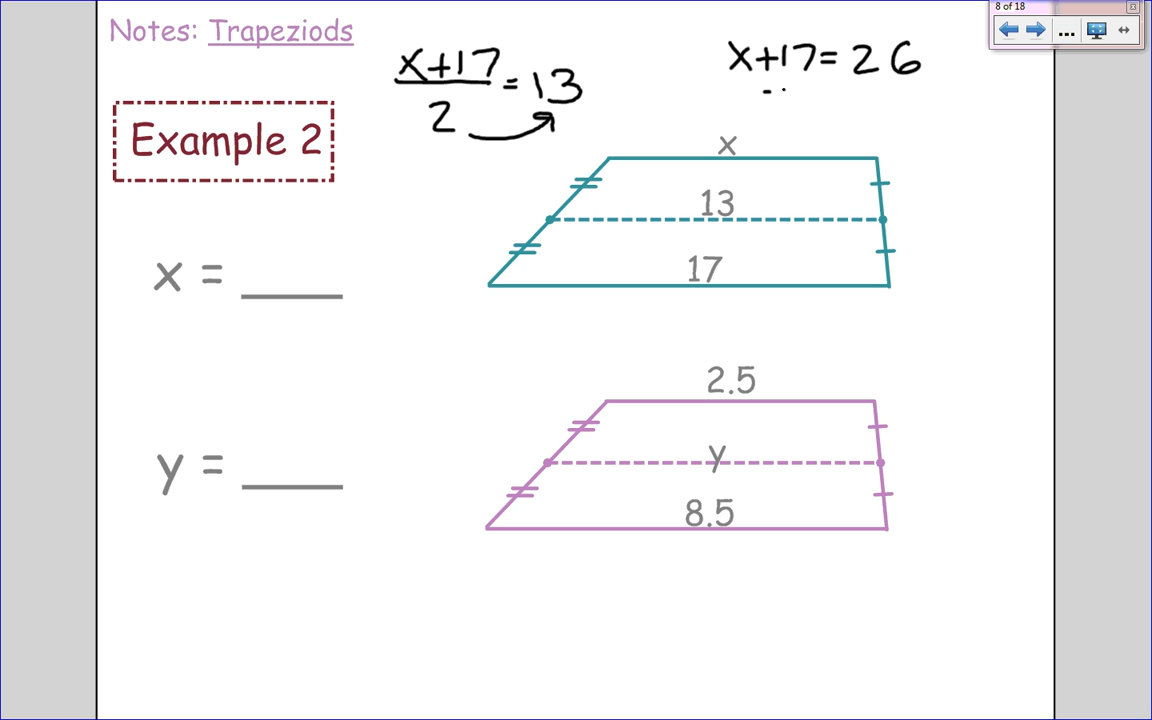 8 of 18
Notes: Trapeziods
x+17
2
=13
x+17=26
Example 2
x
13
17
x = ____
2.5
y
8.5
y = ____